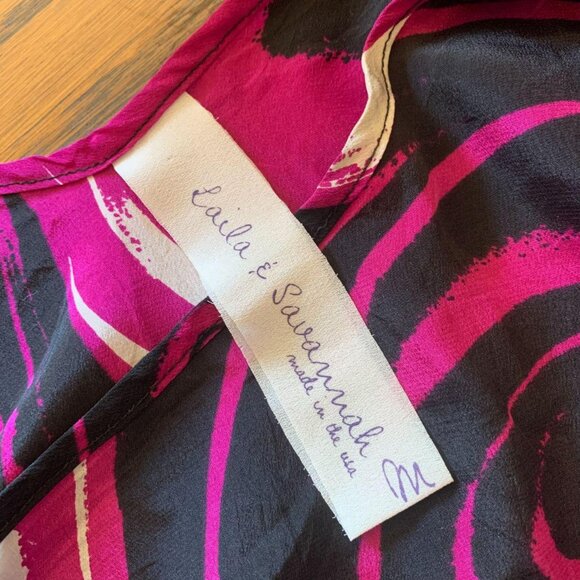 Laila & Savannah
made in the usa
M